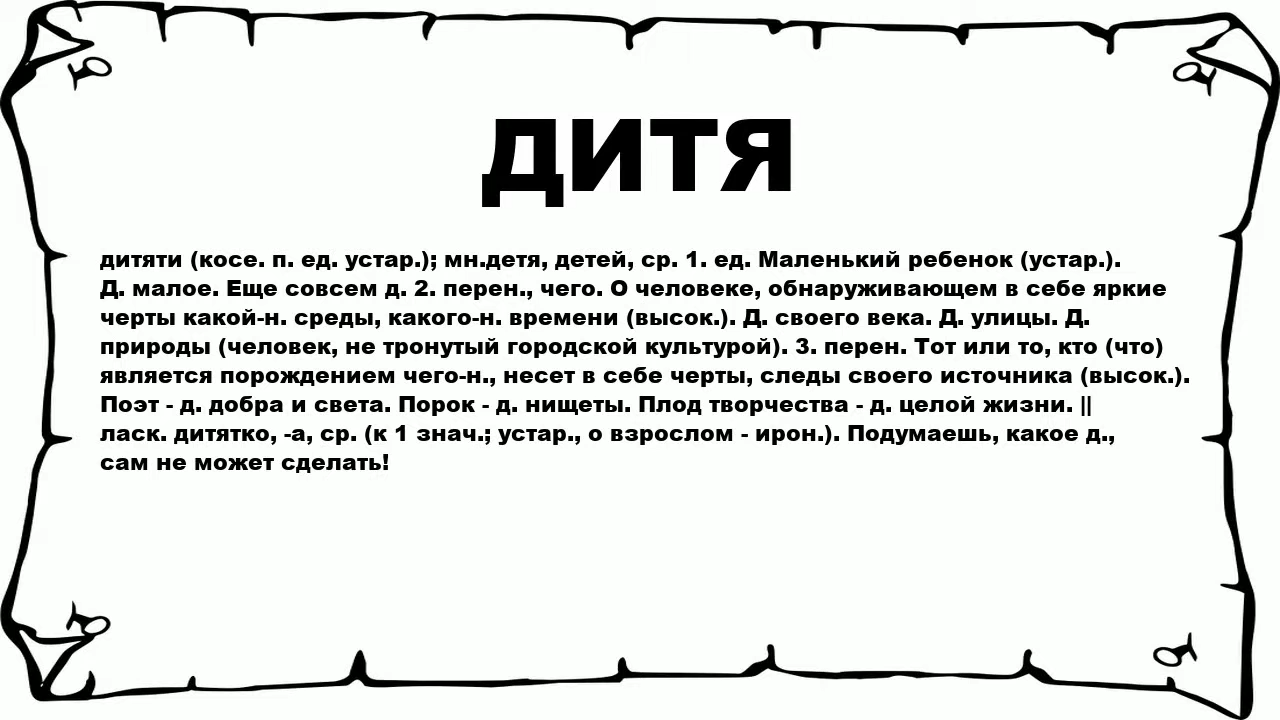 ДИТЯ
дитяти (косе. п. ед. устар.); мн.детя, детей, ср. 1. ед. Маленький ребенок (устар.).
Д. малое. Еще совсем д. 2. перен., чего. О человеке, обнаруживающем в себе яркие
черты какой-н. среды, какого-н. времени (высок.). Д. своего века. Д. улицы. Д.
природы (человек, не тронутый городской культурой). 3. перен. Тот или то, кто (что)
является порождением чего-н., несет в себе черты, следы своего источника (высок.).
Поэт - д. добра и света. Порок - д. нищеты. Плод творчества - д. целой жизни. ||
ласк. дитятко, -а, ср. (к 1 знач.; устар., о взрослом - ирон.). Подумаешь, какое д.,
сам не может сделать!